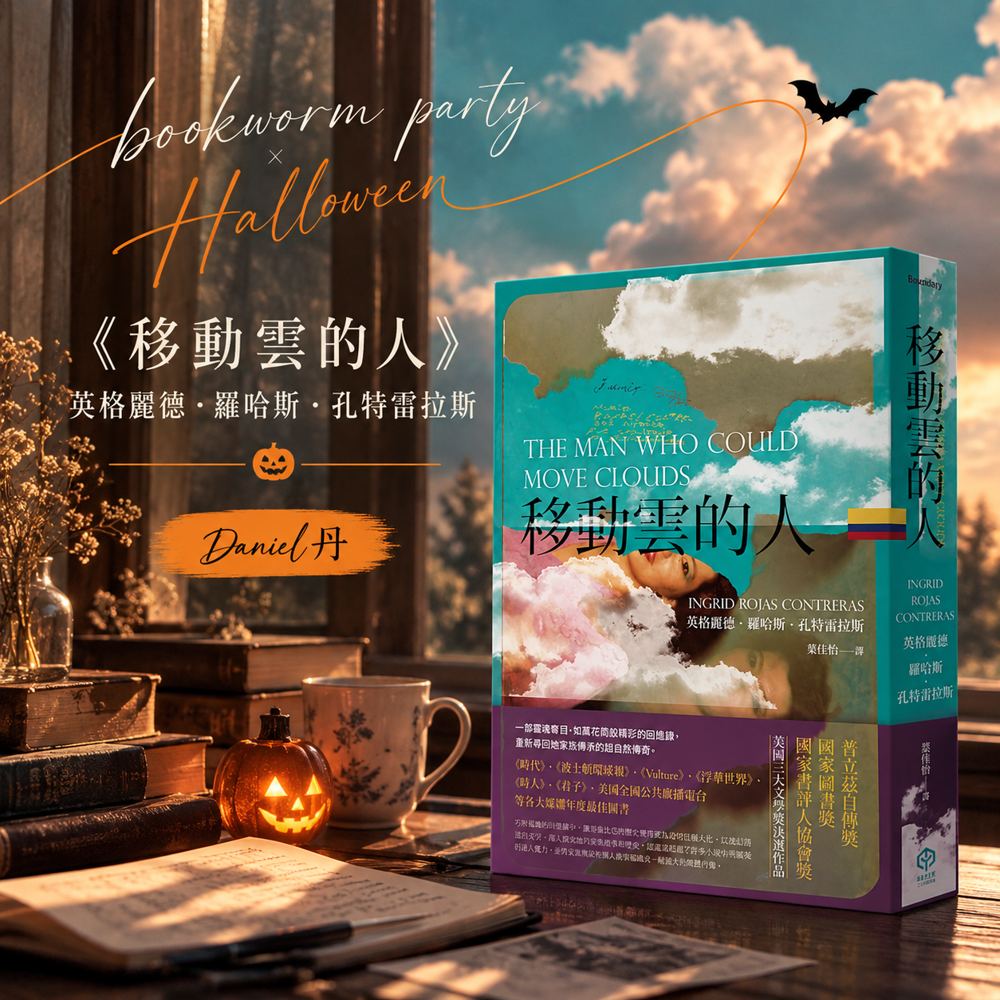 bookworm party
×
Halloween
《移動雲的人》
英格麗德・羅哈斯・孔特雷拉斯
Daniel 丹
THE MAN WHO COULD
MOVE CLOUDS
移動雲的人
INGRID ROJAS CONTRERAS
英格麗德・羅哈斯・孔特雷拉斯
葉佳怡——譯
一部靈魂奪目、如萬花筒般精彩的回憶錄,
重新尋回她家族傳承的超自然傳奇。
《時代》、《波士頓環球報》、《Vulture》、《浮華世界》、
《時人》、《君子》、美國全國公共廣播電台
等各大媒體年度最佳圖書
普立茲自傳獎
國家圖書獎
國家書評人協會獎
美國三大文學獎決選作品
Boundary
移動雲的人
INGRID
ROJAS
CONTRERAS
英格麗德
・
羅哈斯
・
孔特雷拉斯
葉佳怡——譯